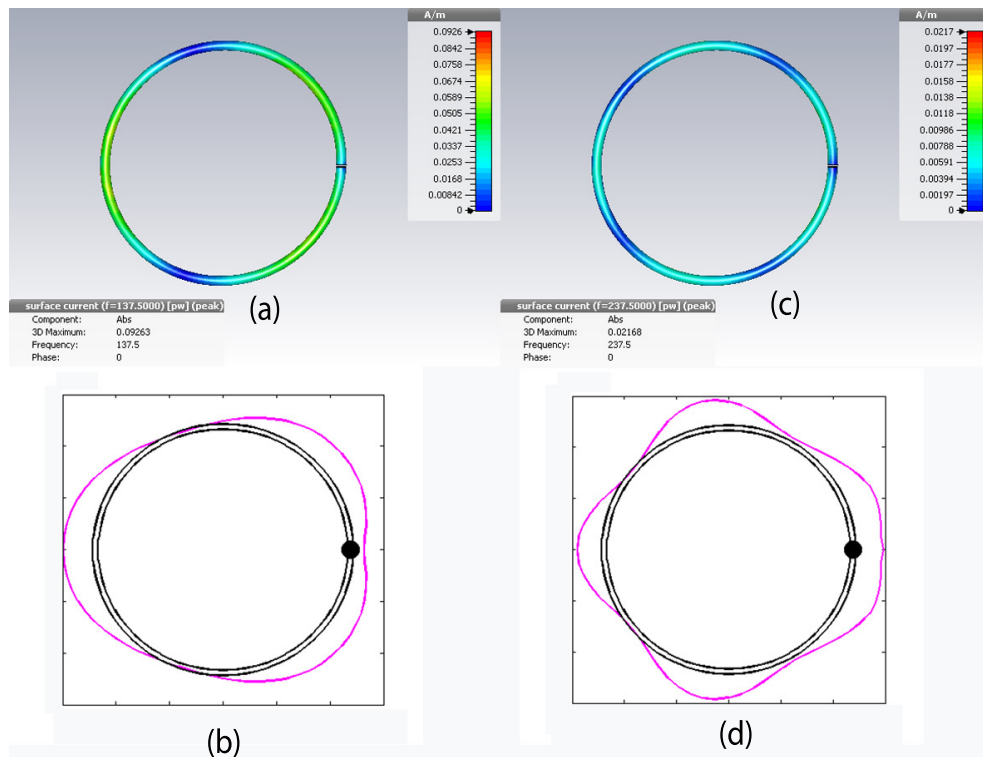 A/m
0.0926
0.0842
0.0758
0.0674
0.0589
0.0505
0.0421
0.0337
0.0253
0.0168
0.00842
0
A/m
0.0217
0.0197
0.0177
0.0158
0.0138
0.0118
0.00986
0.00788
0.00591
0.00394
0.00197
0
surface current (f=137.5000) [pw] (peak)
Component: Abs
3D Maximum: 0.09263
Frequency: 137.5
Phase: 0
(a)
surface current (f=237.5000) [pw] (peak)
Component: Abs
3D Maximum: 0.02168
Frequency: 237.5
Phase: 0
(c)
(b)
(d)